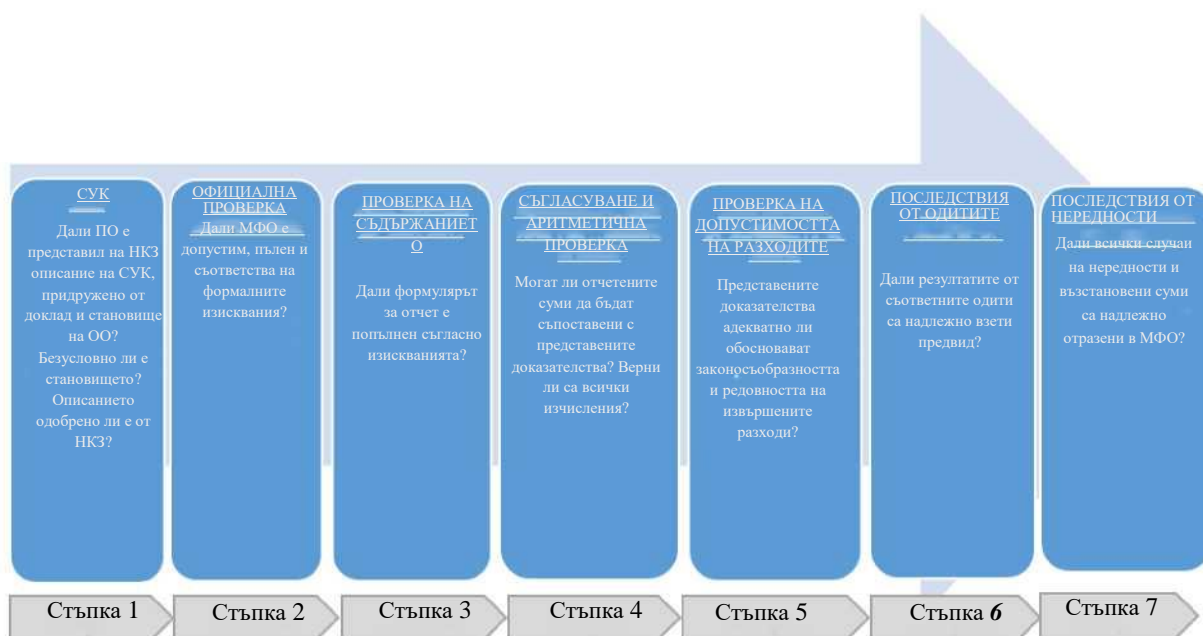 СУК
Дали ПО е
представил на НКЗ
описание на СУК,
придружено от
доклад и становище
на ОО?
Безусловно ли е
становището?
Описанието
одобрено ли е от
НКЗ?
ОФИЦИАЛНА
ПРОВЕРКА
Дали МФО е
допустим, пълен и
съответства на
формалните
изисквания?
ПРОВЕРКА НА
СЪДЪРЖАНИЕТ
О
Дали формулярът
за отчет е
попълнен съгласно
изискванията?
СЪГЛАСУВАНЕ И
АРИТМЕТИЧНА
ПРОВЕРКА
Могат ли отчетените
суми да бъдат
съпоставени с
представените
доказателства? Верни
ли са всички
изчисления?
ПРОВЕРКА НА
ДОПУСТИМОСТТА
НА РАЗХОДИТЕ
Представените
доказателства
адекватно ли
обосновават
законосъобразността
и редовността на
извършените
разходи?
ПОСЛЕДСТВИЯ
ОТ ОДИТИТЕ
Дали резултатите от
съответните одити
са надлежно взети
предвид?
ПОСЛЕДСТВИЯ ОТ
НЕРЕДНОСТИ
Дали всички случаи
на нередности и
възстановени суми
са надлежно
отразени в МФО?
Стъпка 1
Стъпка 2
Стъпка 3
Стъпка 4
Стъпка 5
Стъпка 6
Стъпка 7